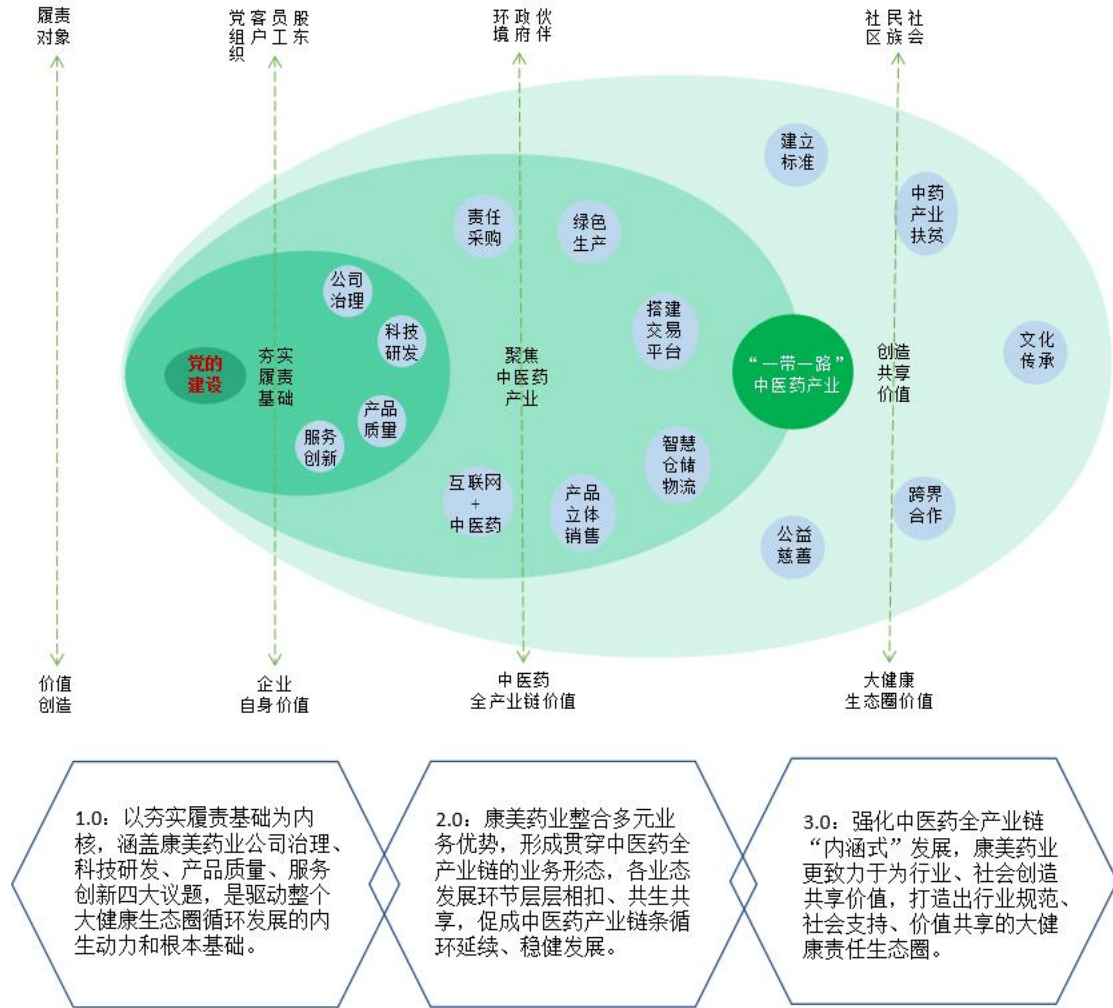 履责
对象
党组织
客户
员工
股东
环境
政府
伙伴
社区
民族
社会
建立
标准
中药
产业
扶贫
责任
采购
绿色
生产
公司
治理
科技
研发
搭建
交易
平台
文化
传承
党的
建设
夯实
履责
基础
聚焦
中医药
产业
“一带一路”
中医药产业
创造
共享
价值
产品
质量
服务
创新
智慧
仓储
物流
互联网
+
中医药
产品
立体
销售
跨界
合作
公益
慈善
价值
创造
企业
自身价值
中医药
全产业链价值
大健康
生态圈价值
1.0：以夯实履责基础为内
核，涵盖康美药业公司治理、
科技研发、产品质量、服务
创新四大议题，是驱动整个
大健康生态圈循环发展的内
生动力和根本基础。
2.0：康美药业整合多元业
务优势，形成贯穿中医药全
产业链的业务形态，各业态
发展环节层层相扣、共生共
享，促成中医药产业链条循
环延续、稳健发展。
3.0：强化中医药全产业链
“内涵式”发展，康美药业
更致力于为行业、社会创造
共享价值，打造出行业规范、
社会支持、价值共享的大健
康责任生态圈。